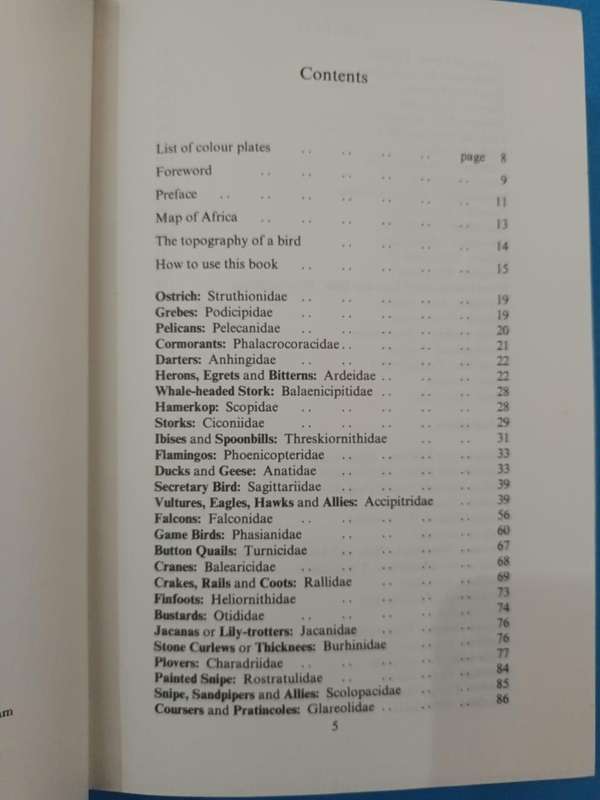 Contents
List of colour plates .. .. .. .. page 8
Foreword .. .. .. .. .. .. 9
Preface .. .. .. .. .. .. 11
Map of Africa .. .. .. .. .. .. 13
The topography of a bird .. .. .. .. 14
How to use this book .. .. .. .. .. 15
Ostrich: Struthionidae .. .. .. .. .. 19
Grebes: Podicipidae .. .. .. .. .. 19
Pelicans: Pelecanidae .. .. .. .. .. 20
Cormorants: Phalacrocoracidae .. .. .. .. 21
Darters: Anhingidae .. .. .. .. .. 22
Herons, Egrets and Bitterns: Ardeidae .. .. .. 22
Whale-headed Stork: Balaenicipitidae .. .. .. 28
Hamerkop: Scopidae .. .. .. .. .. 28
Storks: Ciconiidae .. .. .. .. .. 29
Ibises and Spoonbills: Threskiornithidae .. .. 31
Flamingos: Phoenicopteridae .. .. .. .. 33
Ducks and Geese: Anatidae .. .. .. .. 33
Secretary Bird: Sagittariidae .. .. .. .. 39
Vultures, Eagles, Hawks and Allies: Accipitridae .. 39
Falcons: Falconidae .. .. .. .. .. 56
Game Birds: Phasianidae .. .. .. .. 60
Button Quails: Turnicidae .. .. .. .. 67
Cranes: Balearicidae .. .. .. .. .. 68
Crakes, Rails and Coots: Rallidae .. .. .. 69
Finfoots: Heliornithidae .. .. .. .. 73
Bustards: Otididae .. .. .. .. .. 74
Jacanas or Lily-trotters: Jacanidae .. .. .. 76
Stone Curlews or Thicknees: Burhinidae .. .. 76
Plovers: Charadriidae .. .. .. .. .. 77
Painted Snipe: Rostratulidae .. .. .. .. 84
Snipe, Sandpipers and Allies: Scolopacidae .. .. 85
Coursers and Pratincoles: Glareolidae .. .. .. 86
5